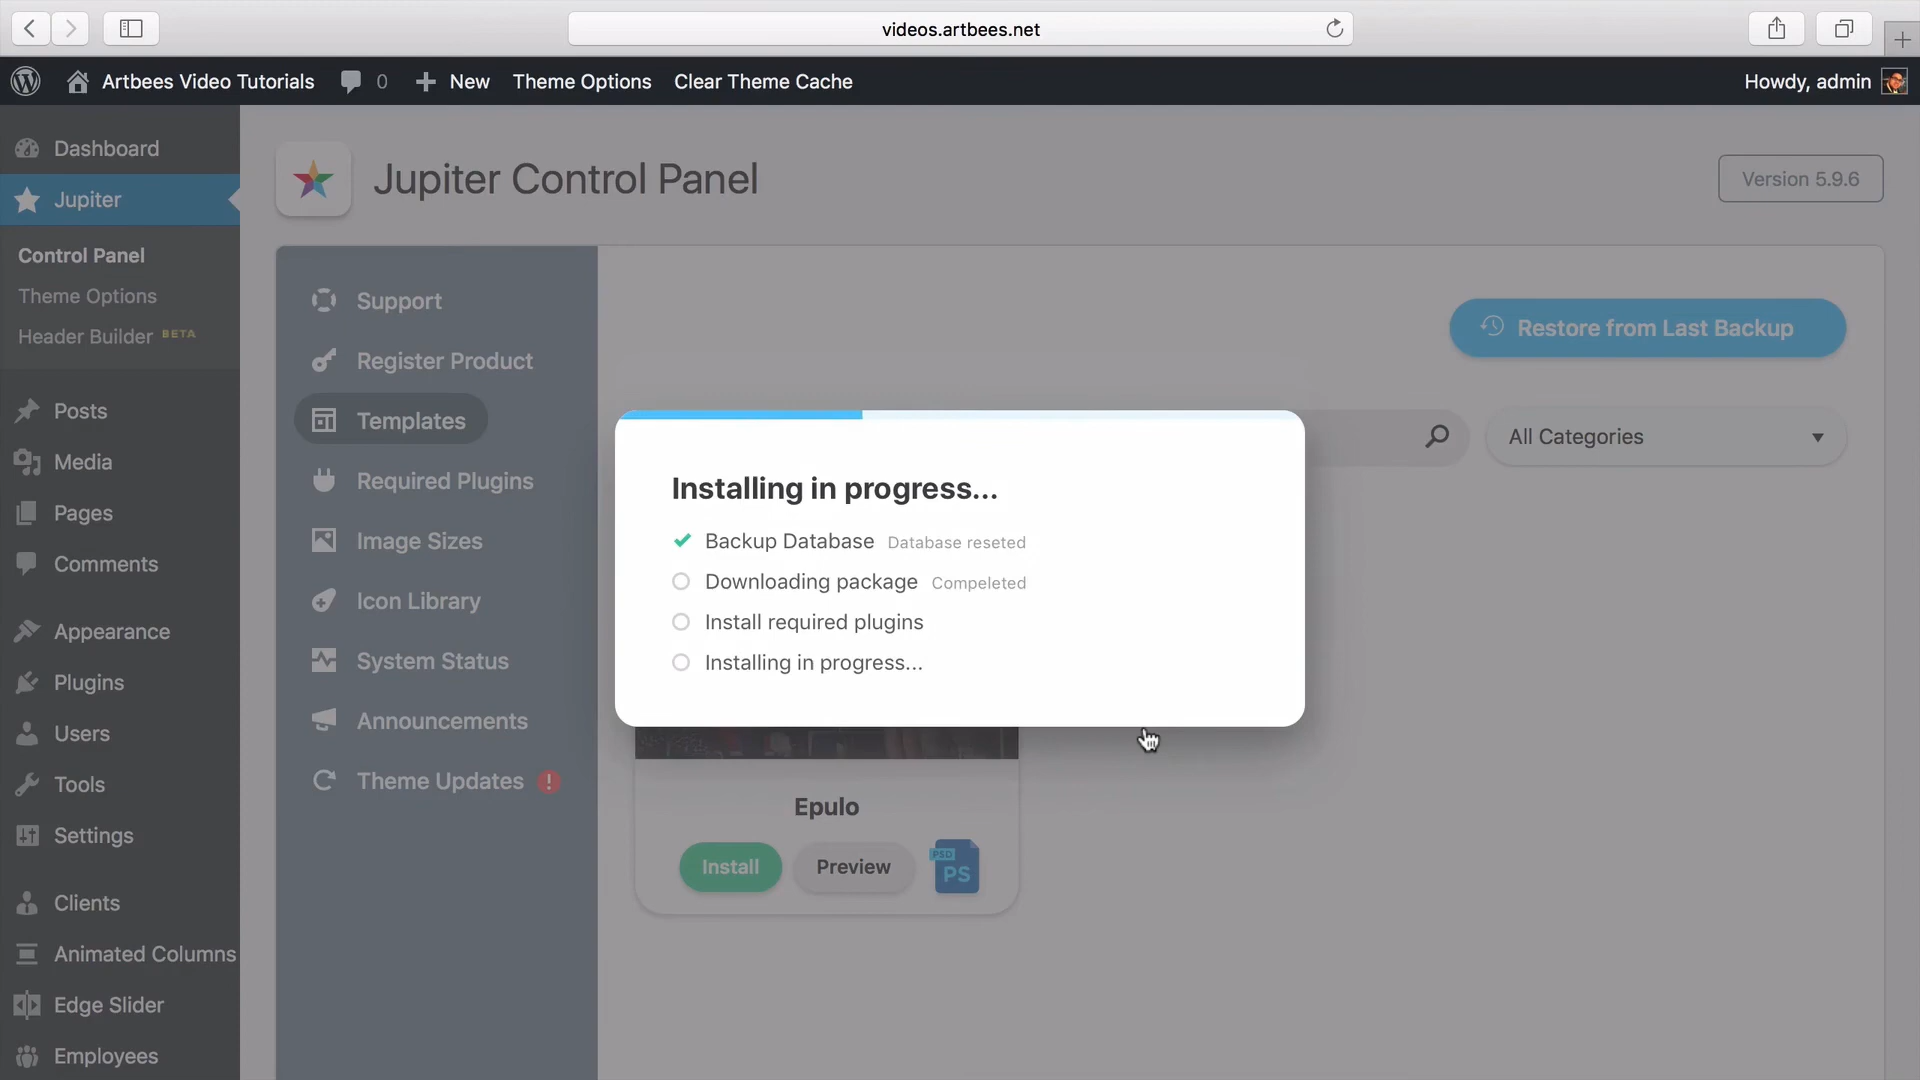 videos.artbees.net
Artbees Video Tutorials 0 New Theme Options Clear Theme Cache Howdy, admin
Dashboard
Jupiter
Control Panel
Theme Options
Header Builder BETA
Posts
Media
Pages
Comments
Appearance
Plugins
Users
Tools
Settings
Clients
Animated Columns
Edge Slider
Employees
Jupiter Control Panel
Version 5.9.6
Support
Register Product
Templates
Required Plugins
Image Sizes
Icon Library
System Status
Announcements
Theme Updates !
Restore from Last Backup
All Categories
Installing in progress...
Backup Database Database reseted
Downloading package Compeleted
Install required plugins
Installing in progress...
Epulo
Install Preview PSD PS